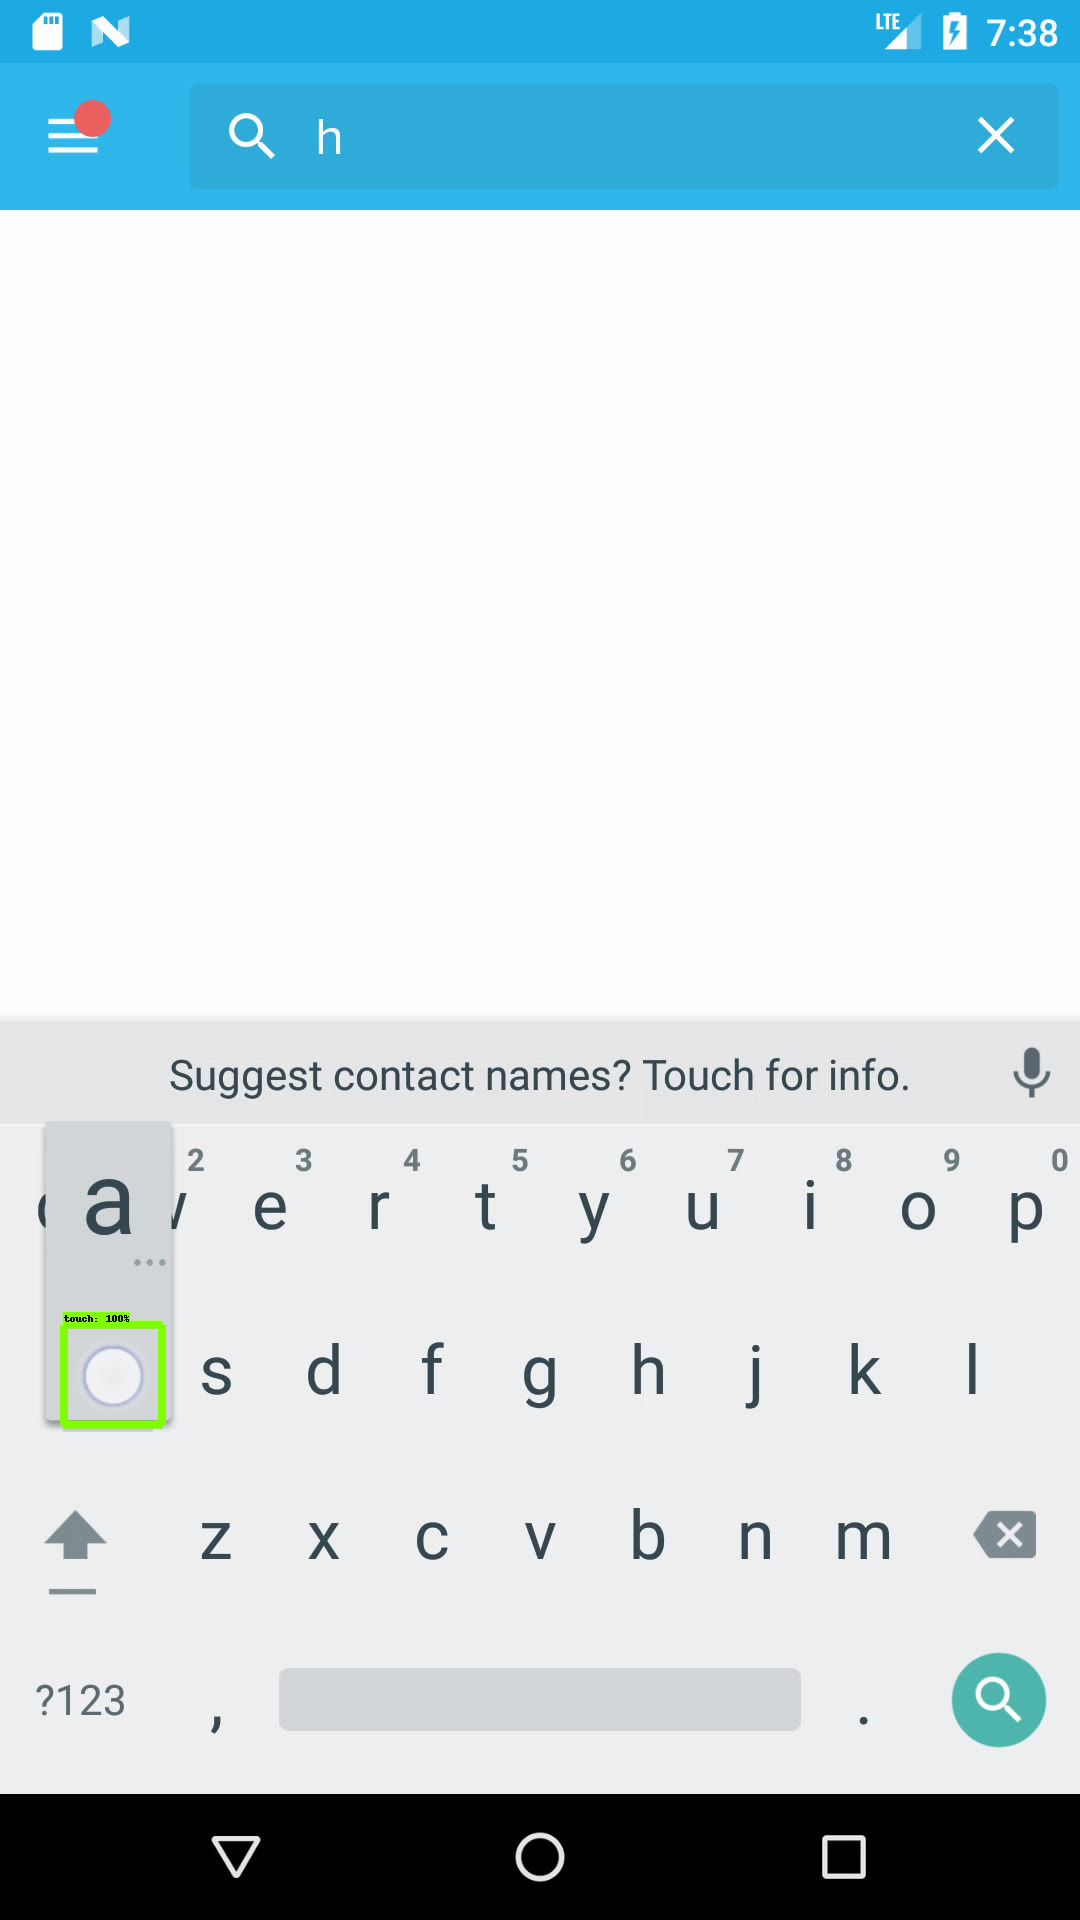 LTE 7:38
h
Suggest contact names? Touch for info.
2 3 4 5 6 7 8 9 0
a e r t y u i o p
touch: 100%
s d f g h j k l
z x c v b n m
?123 , .